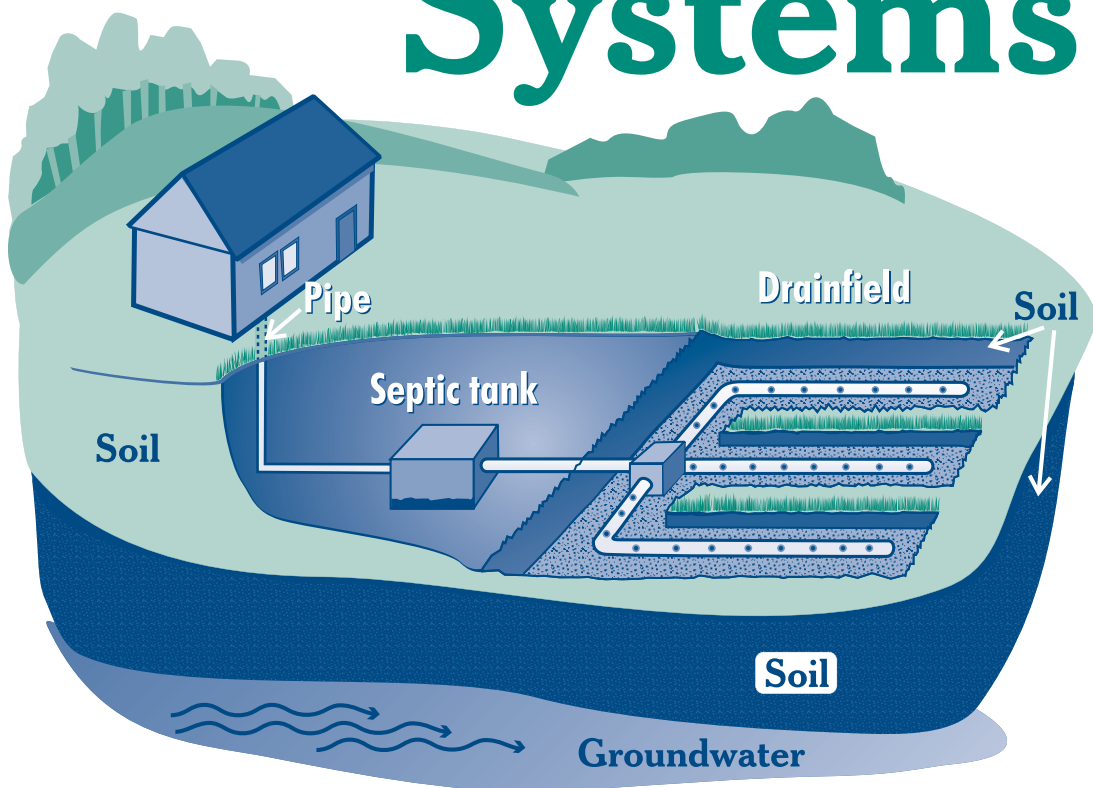 Systems
Pipe
Drainfield
Soil
Septic tank
Soil
Soil
Groundwater